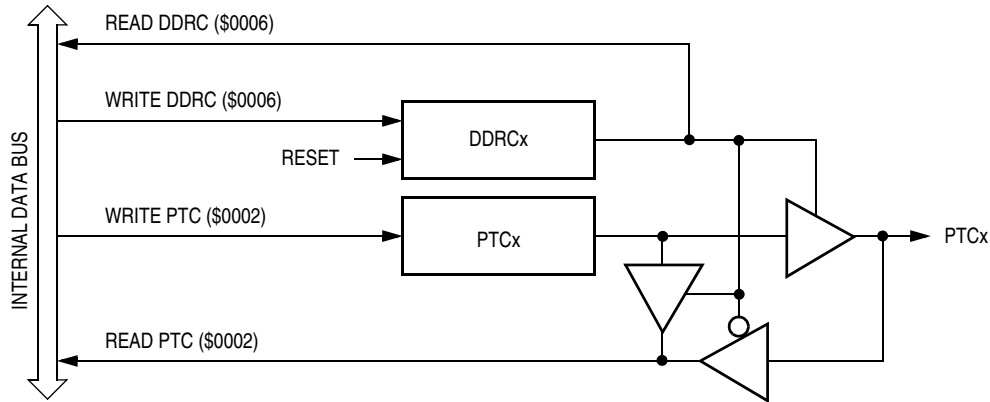 READ DDRC ($0006)
WRITE DDRC ($0006)
DDRCx
RESET
WRITE PTC ($0002)
PTCx
PTCx
INTERNAL DATA BUS
READ PTC ($0002)